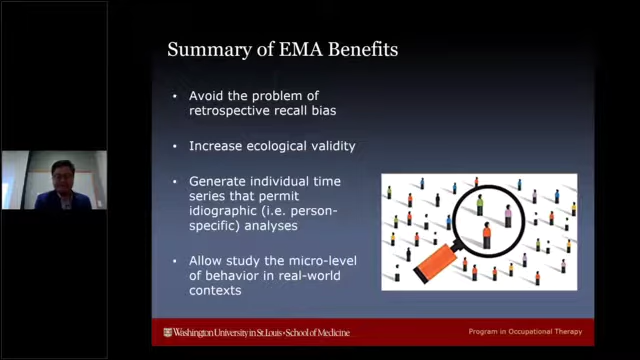 Summary of EMA Benefits
• Avoid the problem of
retrospective recall bias
• Increase ecological validity
• Generate individual time
series that permit
idiographic (i.e. person-
specific) analyses
• Allow study the micro-level
of behavior in real-world
contexts
Washington University in St. Louis • School of Medicine
Program in Occupational Therapy